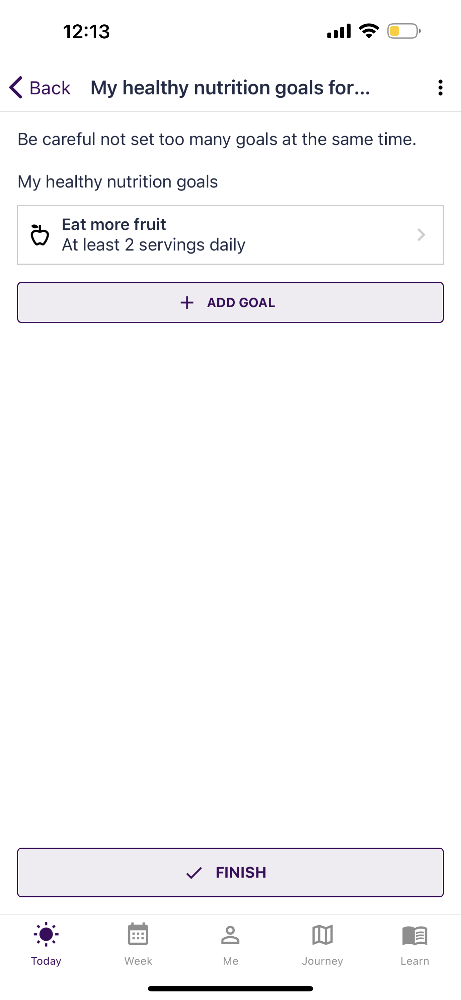 12:13
Back
My healthy nutrition goals for...
Be careful not set too many goals at the same time.
My healthy nutrition goals
Eat more fruit
At least 2 servings daily
ADD GOAL
FINISH
Today
Week
Me
Journey
Learn